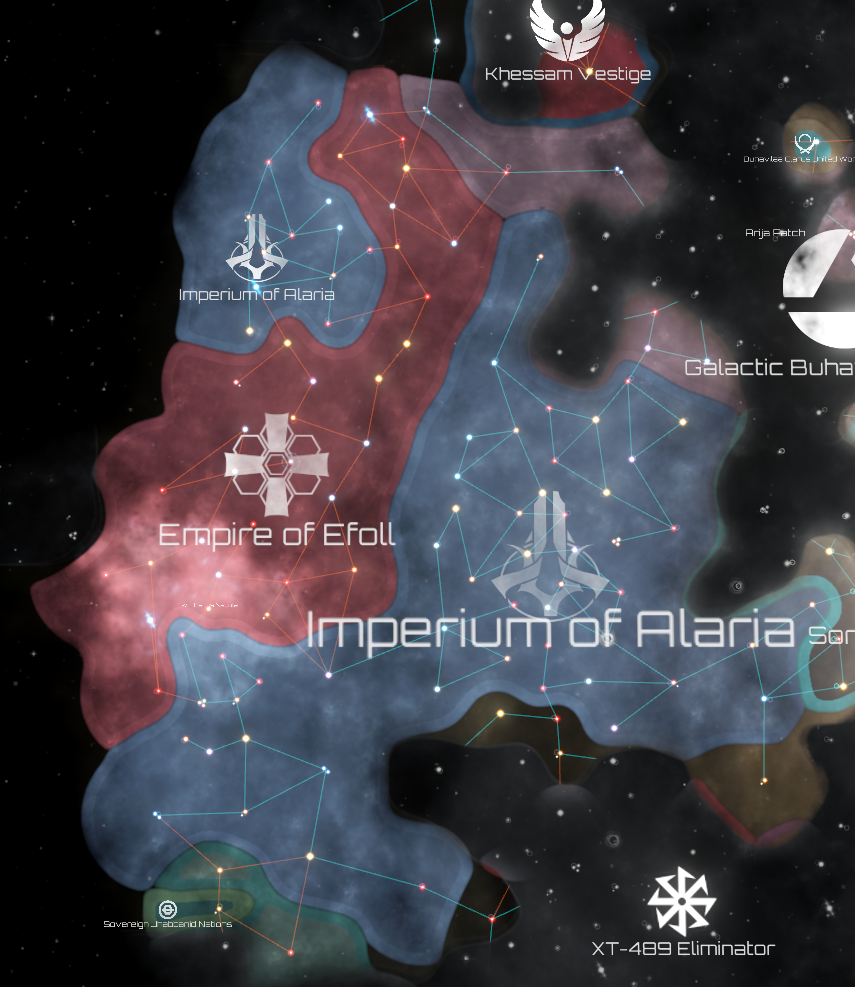 Khessam Vestige
Arija Patch
Imperium of Alaria
Galactic Buha
Empire of Efoll
Imperium of Alaria
Sor
Sovereign Nations
XT-489 Eliminator